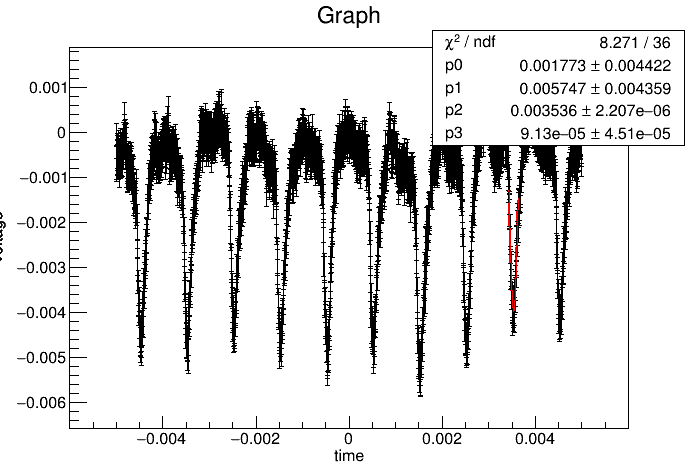 Graph
χ² / ndf 8.271 / 36
p0 0.001773 ± 0.004422
p1 0.005747 ± 0.004359
p2 0.003536 ± 2.207e−06
p3 9.13e−05 ± 4.51e−05
0.001
0
−0.001
−0.002
−0.003
−0.004
−0.005
−0.006
−0.004 −0.002 0 0.002 0.004
time